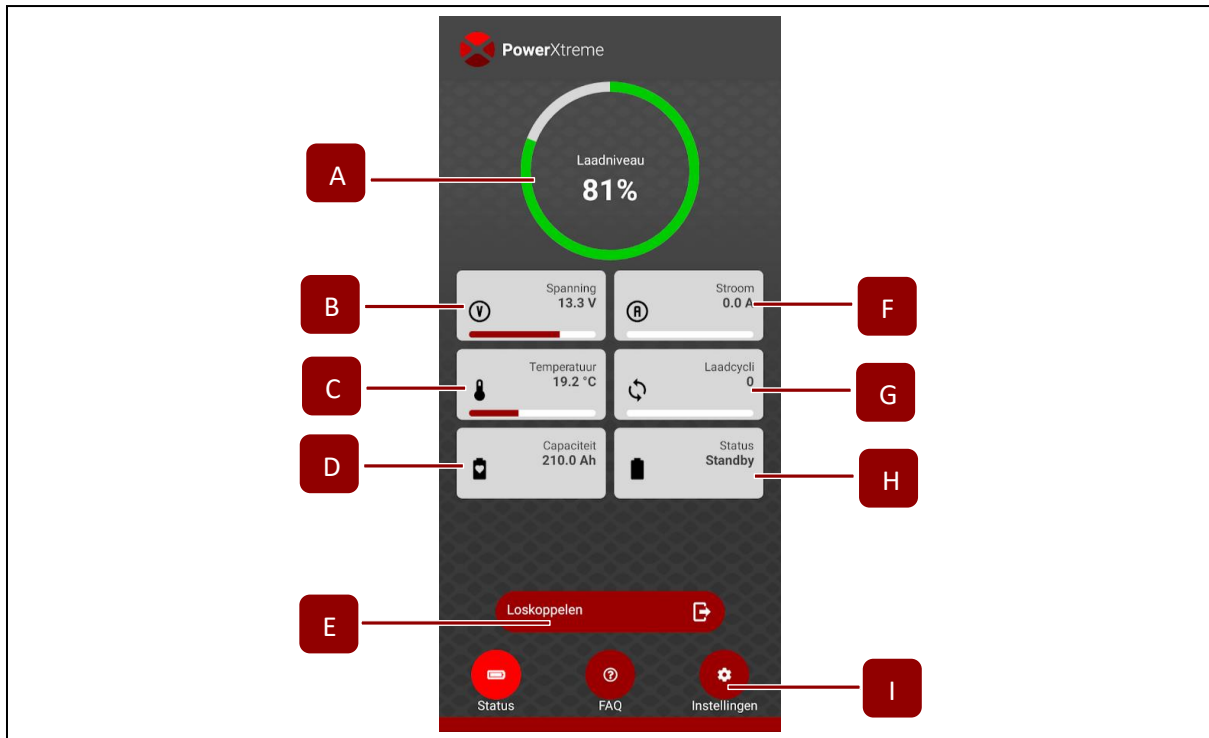 PowerXtreme
Laadniveau
81%
A
Spanning
13.3 V
B
Stroom
0.0 A
F
Temperatuur
19.2 °C
C
Laadcycli
0
G
Capaciteit
210.0 Ah
D
Status
Standby
H
Loskoppelen
E
Status
FAQ
Instellingen
I